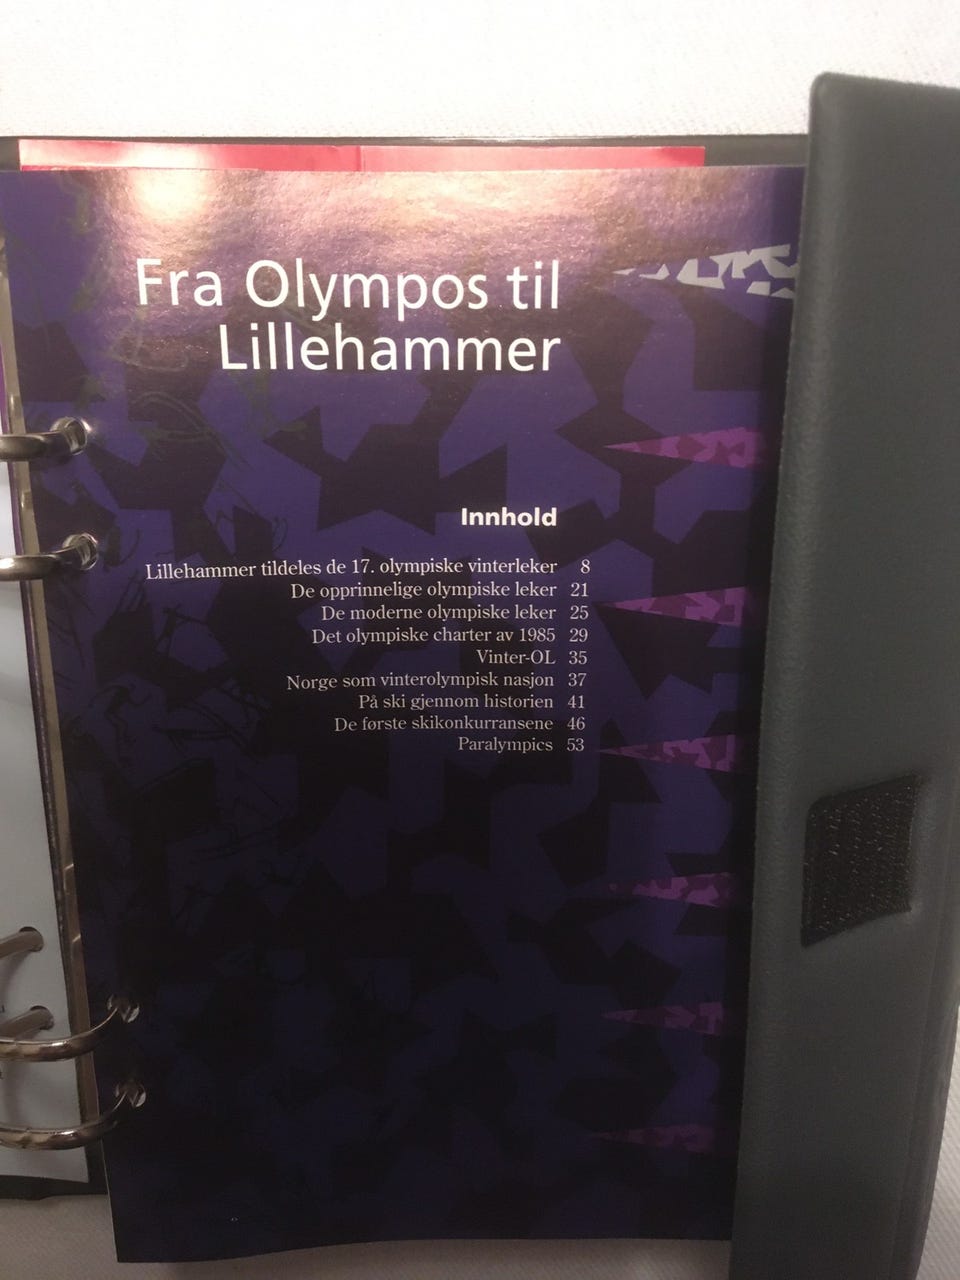 Fra Olympos til
Lillehammer
Innhold
Lillehammer tildeles de 17. olympiske vinterleker 8
De opprinnelige olympiske leker 21
De moderne olympiske leker 25
Det olympiske charter av 1985 29
Vinter-OL 35
Norge som vinterolympisk nasjon 37
På ski gjennom historien 41
De første skikonkurransene 46
Paralympics 53